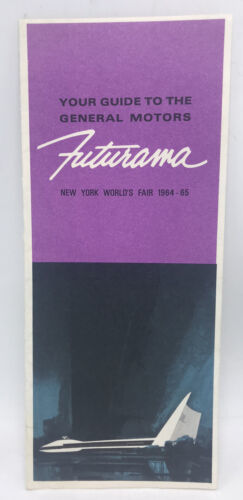 YOUR GUIDE TO THE
GENERAL MOTORS
Futurama
NEW YORK WORLD'S FAIR 1964-65